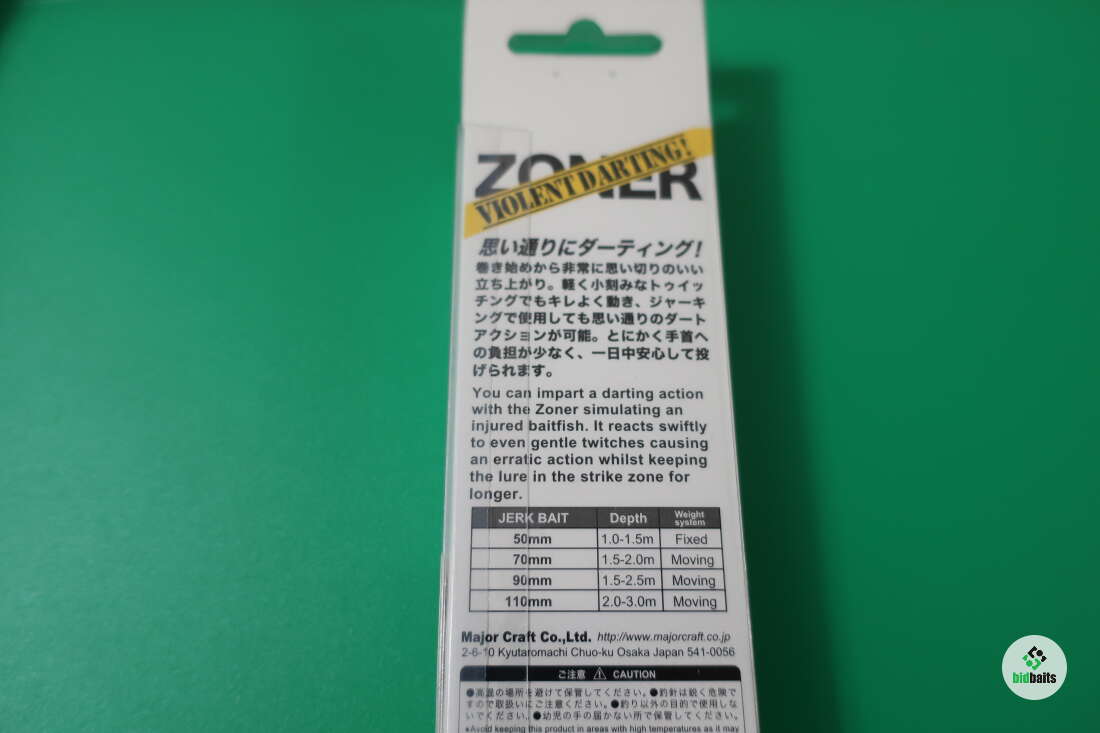 ZONER
VIOLENT DARTING!
思い通りにダーティング!
巻き始めから非常に思い切りのいい
立ち上がり。軽く小刻みなトゥイッ
チングでもキレよく動き、ジャーキ
ングで使用しても思い通りのダート
アクションが可能。とにかく手首へ
の負担が少なく、一日中安心して投
げられます。
You can impart a darting action
with the Zoner simulating an
injured baitfish. It reacts swiftly
to even gentle twitches causing
an erratic action whilst keeping
the lure in the strike zone for
longer.
JERK BAIT Depth Weight system
50mm 1.0-1.5m Fixed
70mm 1.5-2.0m Moving
90mm 1.5-2.5m Moving
110mm 2.0-3.0m Moving
Major Craft Co.,Ltd. http://www.majorcraft.co.jp
2-6-10 Kyutaromachi Chuo-ku Osaka Japan 541-0056
ご注意 CAUTION
●高温の場所を避けて保管してください。●釣針は鋭く危険で
すので取扱いにご注意ください。●釣り以外の目的で使用しな
いでください。●幼児の手の届かない所で保管してください。
●Avoid keeping this product in areas with high temperatures as it may
bidbaits